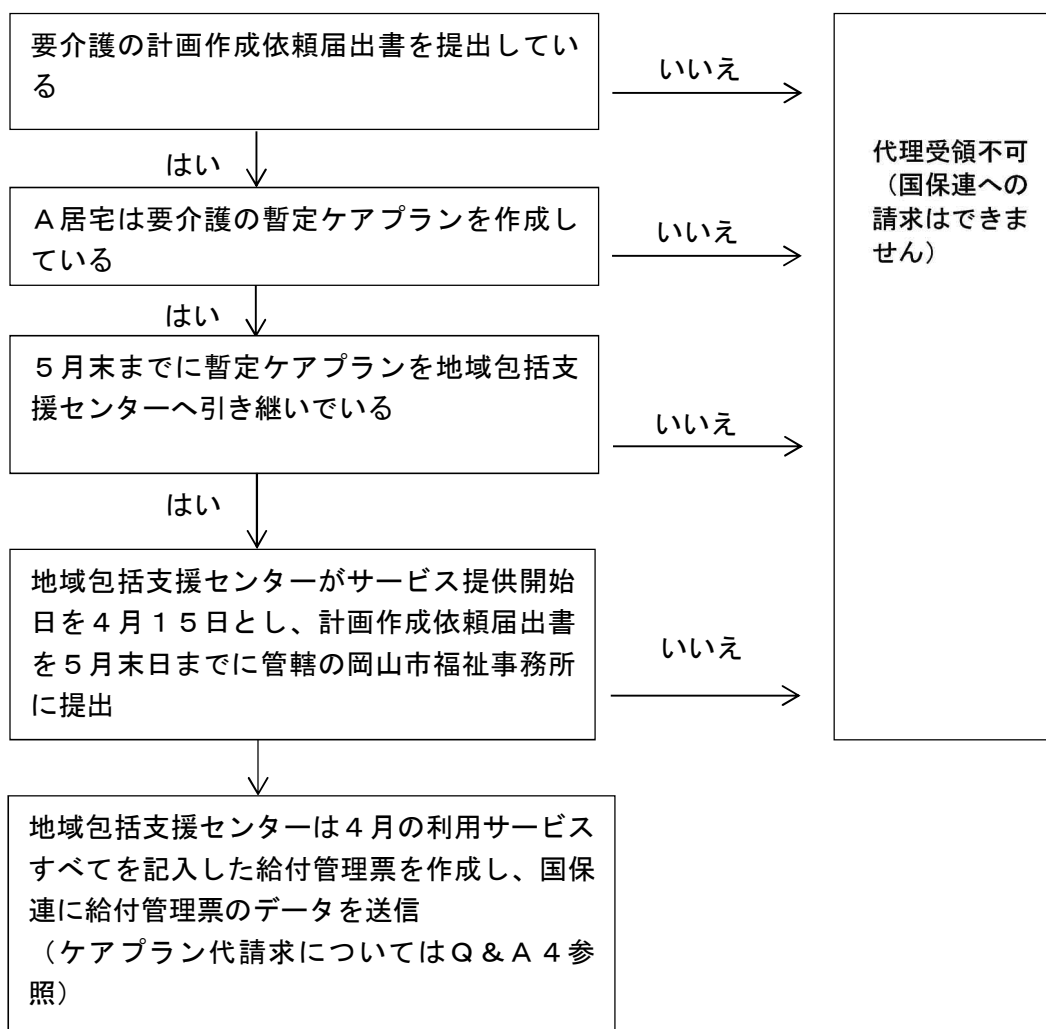 要介護の計画作成依頼届出書を提出してい
る
いいえ
はい
Ａ居宅は要介護の暫定ケアプランを作成し
ている
いいえ
はい
５月末までに暫定ケアプランを地域包括支
援センターへ引き継いでいる
いいえ
はい
地域包括支援センターがサービス提供開始
日を４月１５日とし、計画作成依頼届出書
を５月末日までに管轄の岡山市福祉事務所
に提出
いいえ
代理受領不可
（国保連への
請求はできま
せん）
地域包括支援センターは４月の利用サービス
すべてを記入した給付管理票を作成し、国保
連に給付管理票のデータを送信
（ケアプラン代請求についてはＱ＆Ａ４参
照）